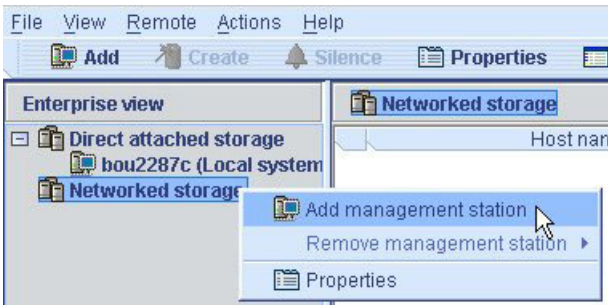 File View Remote Actions Help
Add Create Silence Properties
Enterprise view
Networked storage
Direct attached storage
Host nan
bou2287c (Local system
Networked storage
Add management station
Remove management station
Properties